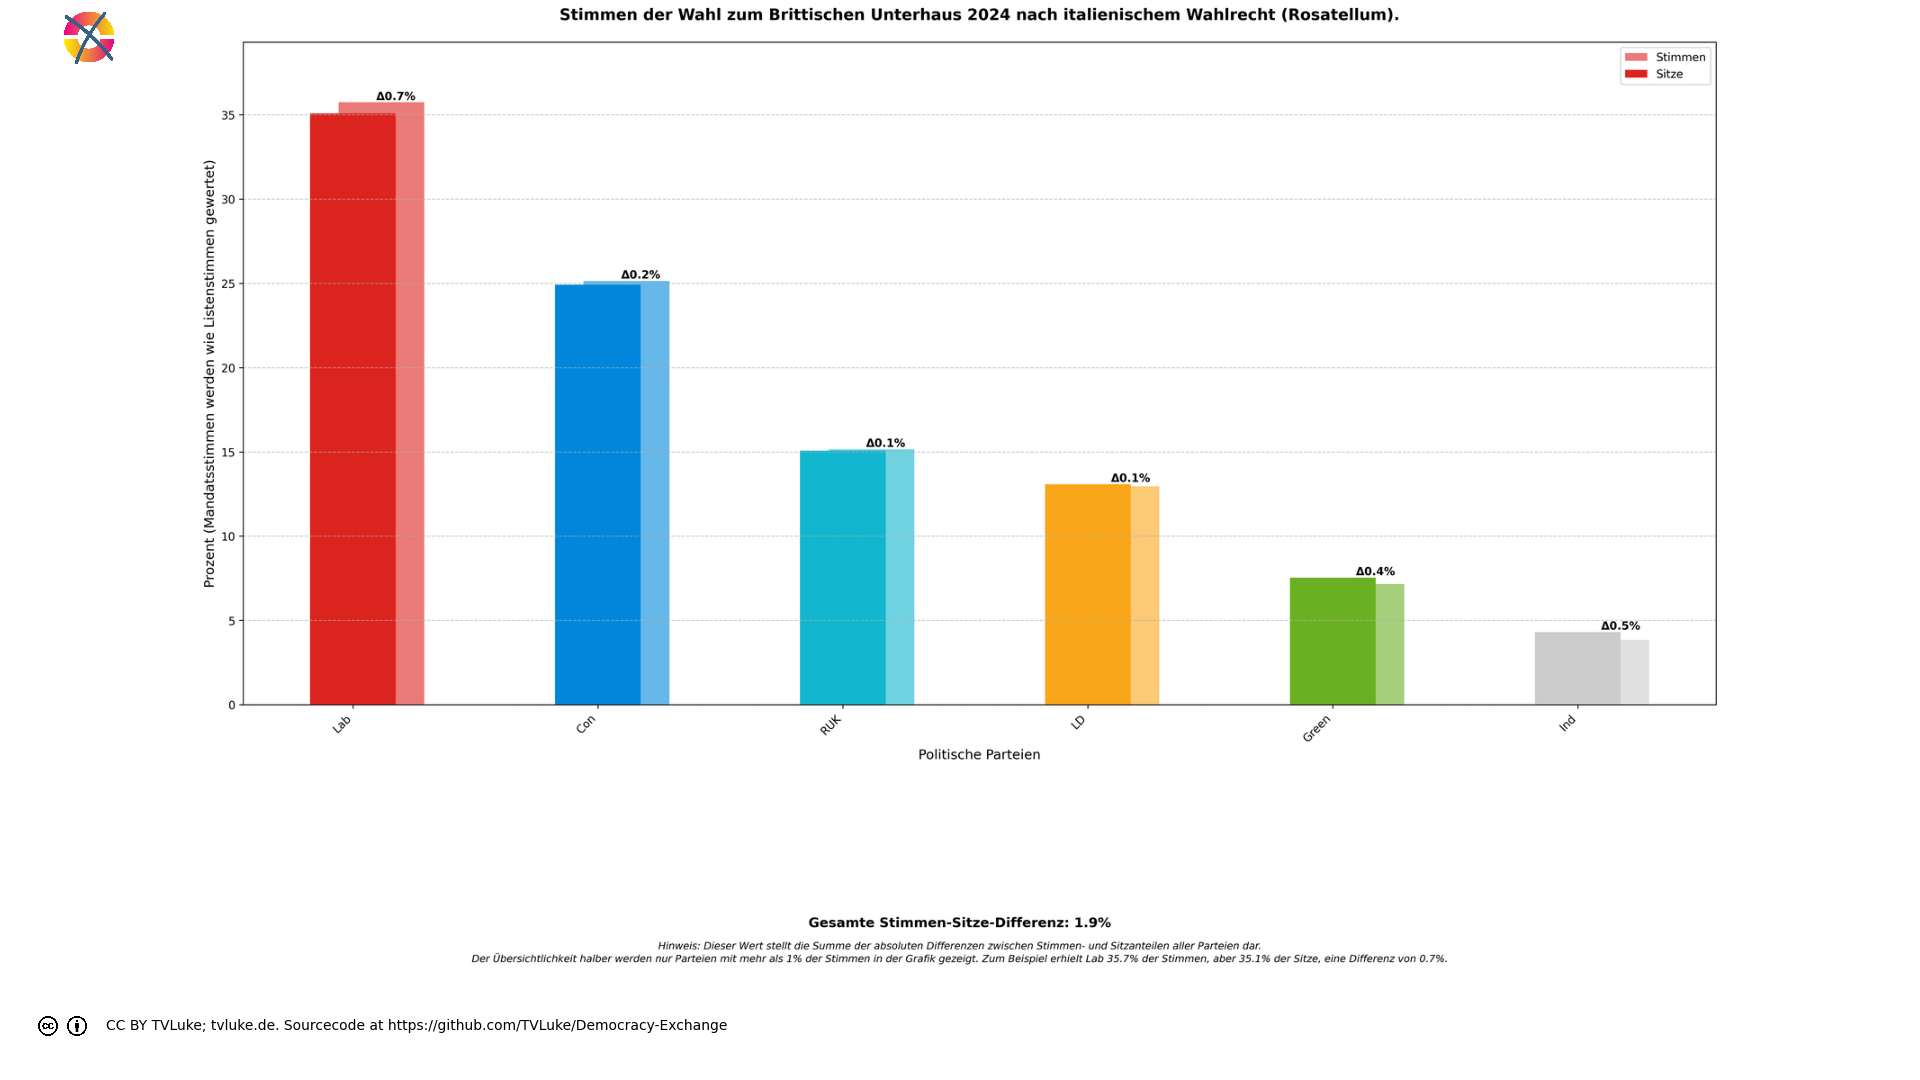 Stimmen der Wahl zum Brittischen Unterhaus 2024 nach italienischem Wahlrecht (Rosatellum).
Stimmen
Sitze
Prozent (Mandatsstimmen werden wie Listenstimmen gewertet)
35
30
25
20
15
10
5
0
Δ0.7%
Δ0.2%
Δ0.1%
Δ0.1%
Δ0.4%
Δ0.5%
Lab
Con
RUK
LD
Green
Ind
Politische Parteien
Gesamte Stimmen-Sitze-Differenz: 1.9%
Hinweis: Dieser Wert stellt die Summe der absoluten Differenzen zwischen Stimmen- und Sitzanteilen aller Parteien dar.
Der Übersichtlichkeit halber werden nur Parteien mit mehr als 1% der Stimmen in der Grafik gezeigt. Zum Beispiel erhielt Lab 35.7% der Stimmen, aber 35.1% der Sitze, eine Differenz von 0.7%.
cc
CC BY TVLuke; tvluke.de. Sourcecode at https://github.com/TVLuke/Democracy-Exchange